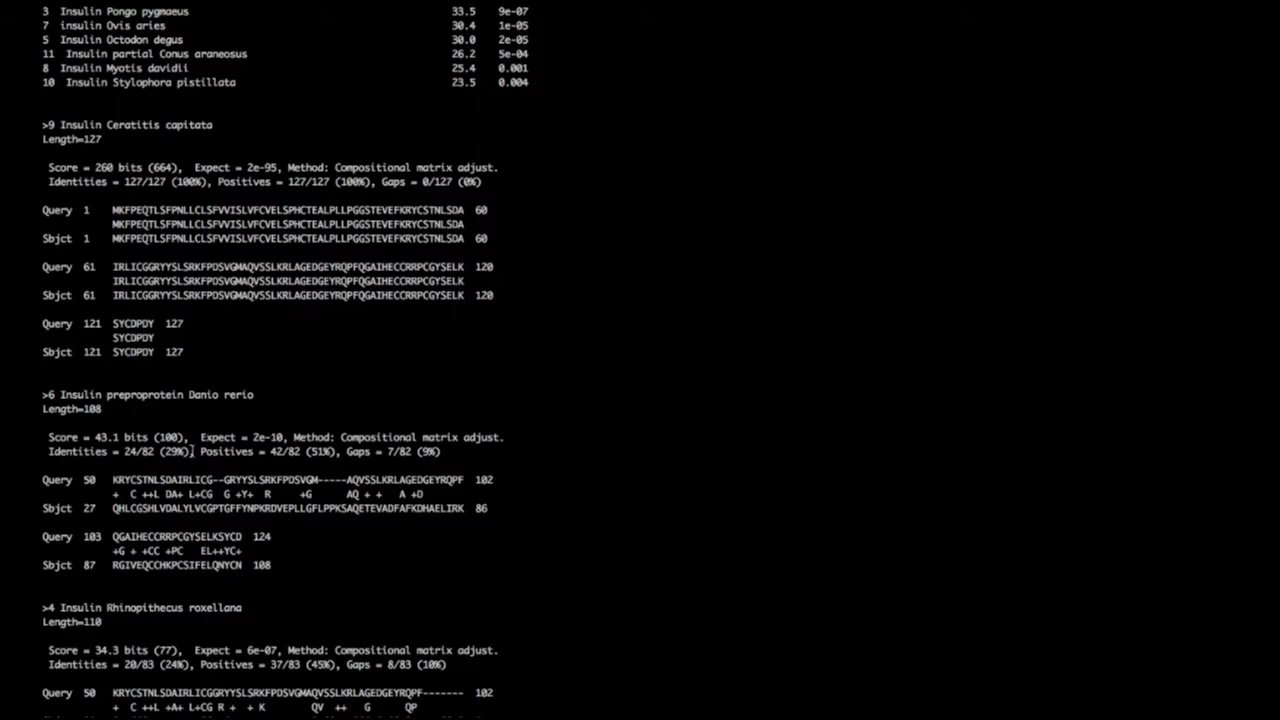 3  Insulin Pongo pygmaeus  33.5  9e-07
7  insulin Ovis aries  30.4  1e-05
5  Insulin Octodon degus  30.0  2e-05
11  Insulin partial Conus araneosus  26.2  5e-04
8  Insulin Myotis davidii  25.4  0.001
10  Insulin Stylophora pistillata  23.5  0.004
>9 Insulin Ceratitis capitata
Length=127
Score = 260 bits (664),  Expect = 2e-95, Method: Compositional matrix adjust.
Identities = 127/127 (100%), Positives = 127/127 (100%), Gaps = 0/127 (0%)
Query  1  MKFPEQTLSFPNLLCLSFVVISLVFCVELSPHCTEALPLLPGGSTEVEFKRYCSTNLSDA  60
MKFPEQTLSFPNLLCLSFVVISLVFCVELSPHCTEALPLLPGGSTEVEFKRYCSTNLSDA
Sbjct  1  MKFPEQTLSFPNLLCLSFVVISLVFCVELSPHCTEALPLLPGGSTEVEFKRYCSTNLSDA  60
Query  61  IRLICGGRYYSLSRKFPDSVGMAQVSSLKRLAGEDGEYRQPFQGAIHECCRRPCGYSELK  120
IRLICGGRYYSLSRKFPDSVGMAQVSSLKRLAGEDGEYRQPFQGAIHECCRRPCGYSELK
Sbjct  61  IRLICGGRYYSLSRKFPDSVGMAQVSSLKRLAGEDGEYRQPFQGAIHECCRRPCGYSELK  120
Query  121  SYCDPDY  127
SYCDPDY
Sbjct  121  SYCDPDY  127
>6 Insulin preproprotein Danio rerio
Length=108
Score = 43.1 bits (100),  Expect = 2e-10, Method: Compositional matrix adjust.
Identities = 24/82 (29%), Positives = 42/82 (51%), Gaps = 7/82 (9%)
Query  50  KRYCSTNLSDAIRLICG--GRYYSLSRKFPDSVGM-----AQVSSLKRLAGEDGEYRQPF  102
+  C ++L DA+ L+CG  G +Y+  R     +G      AQ + +   A +D
Sbjct  27  QHLCGSHLVDALYLVCGPTGFFYNPKRDVEPLLGFLPPKSAQETEVADFAFKDHAELIRK  86
Query  103  QGAIHECCRRPCGYSELKSYCD  124
+G + +CC +PC   EL++YC+
Sbjct  87  RGIVEQCCHKPCSIFELQNYCN  108
>4 Insulin Rhinopithecus roxellana
Length=110
Score = 34.3 bits (77),  Expect = 6e-07, Method: Compositional matrix adjust.
Identities = 20/83 (24%), Positives = 37/83 (45%), Gaps = 8/83 (10%)
Query  50  KRYCSTNLSDAIRLICGGRYYSLSRKFPDSVGMAQVSSLKRLAGEDGEYRQPF-------  102
+  C ++L +A+ L+CG R +  + K        QV  ++   G      QP